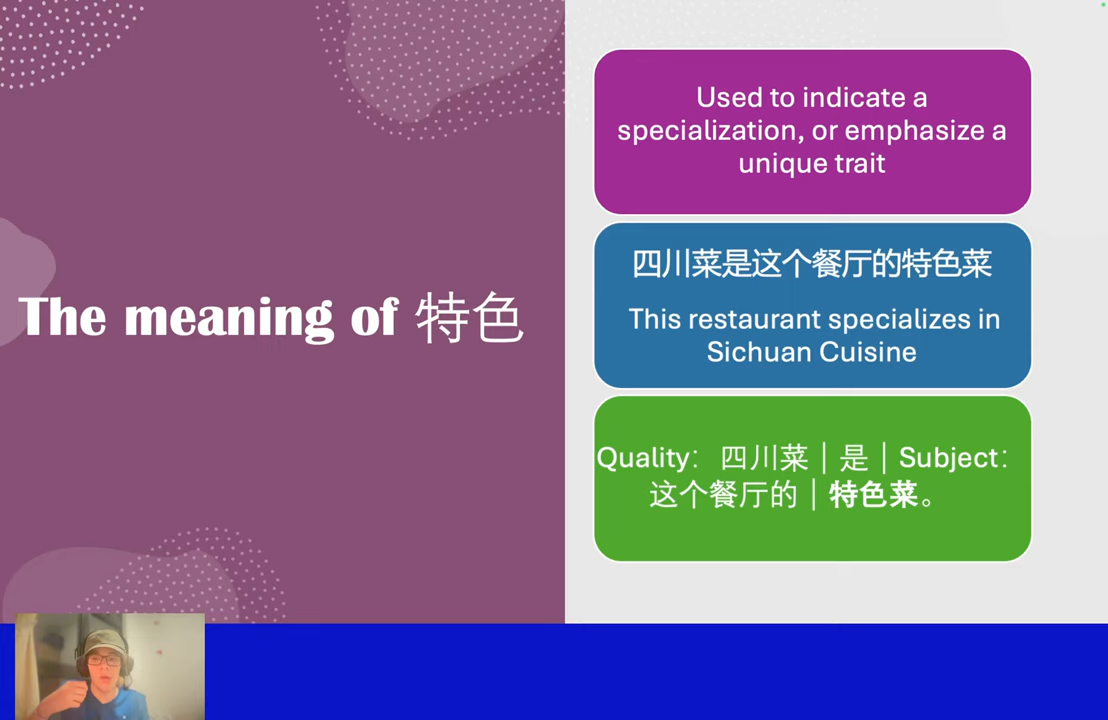 The meaning of 特色
Used to indicate a
specialization, or emphasize a
unique trait
四川菜是这个餐厅的特色菜
This restaurant specializes in
Sichuan Cuisine
Quality：四川菜 | 是 | Subject：
这个餐厅的 | 特色菜。